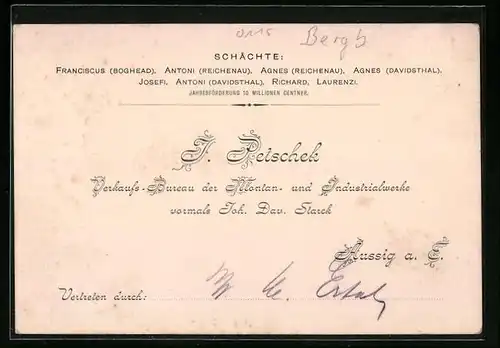 SCHÄCHTE:
FRANCISCUS (BOGHEAD), ANTONI (REICHENAU), AGNES (REICHENAU), AGNES (DAVIDSTHAL),
JOSEFI, ANTONI (DAVIDSTHAL), RICHARD, LAURENZI.
JAHRESFÖRDERUNG 10 MILLIONEN CENTNER.
J. Petschek
Verkaufs-Bureau der Montan- und Industrialwerke
vormals Joh. Dav. Starck
Aussig a. E.
Vertreten durch: